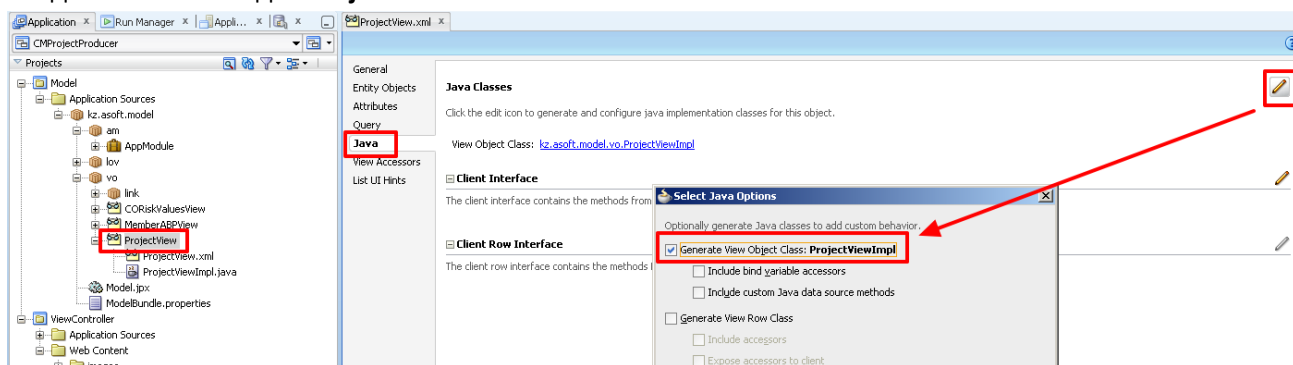 Application x Run Manager x Appli... x x
ProjectView.xml x
CMProjectProducer
Projects
Model
Application Sources
kz.asoft.model
am
AppModule
lov
vo
link
CORiskValuesView
MemberABPView
ProjectView
ProjectView.xml
ProjectViewImpl.java
Model.jpx
ModelBundle.properties
ViewController
Application Sources
Web Content
General
Entity Objects
Attributes
Query
Java
View Accessors
List UI Hints
Java Classes
Click the edit icon to generate and configure java implementation classes for this object.
View Object Class: kz.asoft.model.vo.ProjectViewImpl
Client Interface
The client interface contains the methods from
Client Row Interface
The client row interface contains the methods
Select Java Options
Optionally generate Java classes to add custom behavior.
Generate View Object Class: ProjectViewImpl
Include bind variable accessors
Include custom Java data source methods
Generate View Row Class
Include accessors
Expose accessors to client